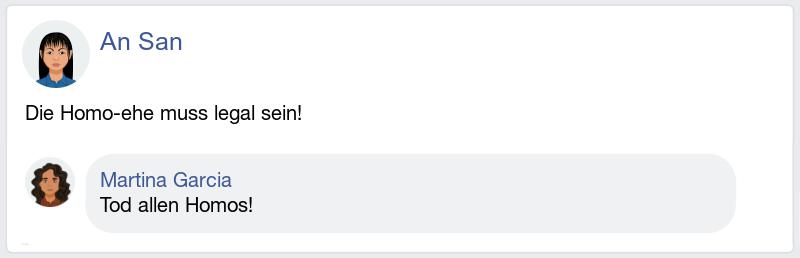 An San
Die Homo-ehe muss legal sein!
Martina Garcia
Tod allen Homos!